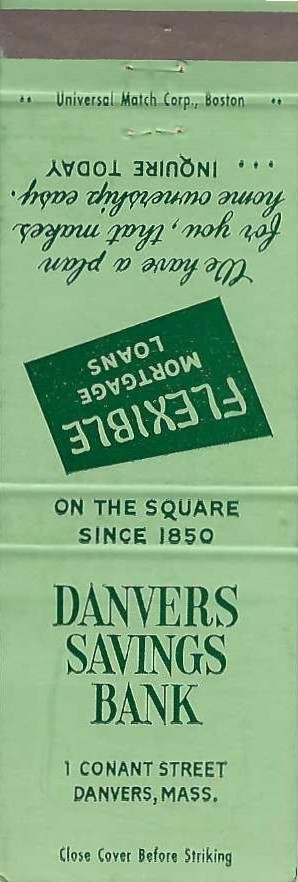 Universal Match Corp., Boston
We have a plan
for you, that makes
home ownership easy.
... INQUIRE TODAY
FLEXIBLE
MORTGAGE
LOANS
ON THE SQUARE
SINCE 1850
DANVERS
SAVINGS
BANK
1 CONANT STREET
DANVERS, MASS.
Close Cover Before Striking